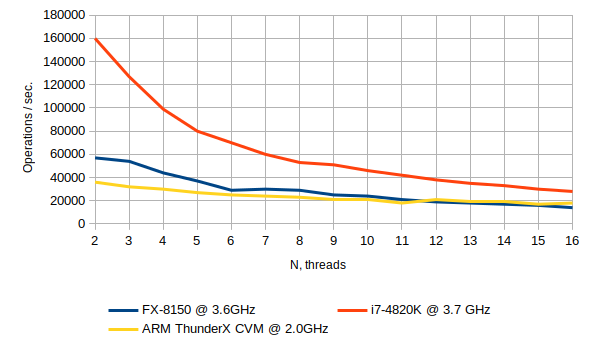 180000
160000
140000
120000
100000
80000
60000
40000
20000
0
Operations / sec.
2 3 4 5 6 7 8 9 10 11 12 13 14 15 16
N, threads
FX-8150 @ 3.6GHz i7-4820K @ 3.7 GHz
ARM ThunderX CVM @ 2.0GHz